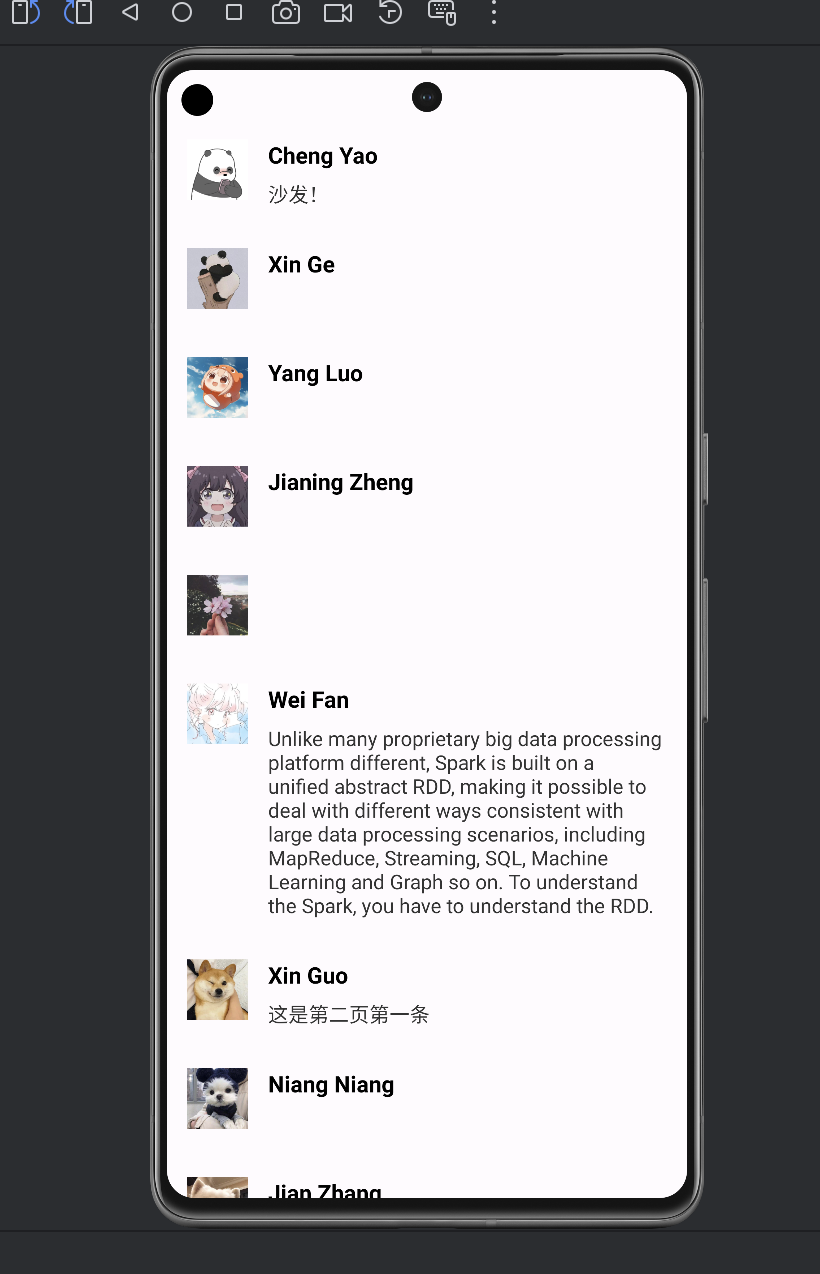 Cheng Yao
沙发！
Xin Ge
Yang Luo
Jianing Zheng
Wei Fan
Unlike many proprietary big data processing
platform different, Spark is built on a
unified abstract RDD, making it possible to
deal with different ways consistent with
large data processing scenarios, including
MapReduce, Streaming, SQL, Machine
Learning and Graph so on. To understand
the Spark, you have to understand the RDD.
Xin Guo
这是第二页第一条
Niang Niang
Jian Zhang